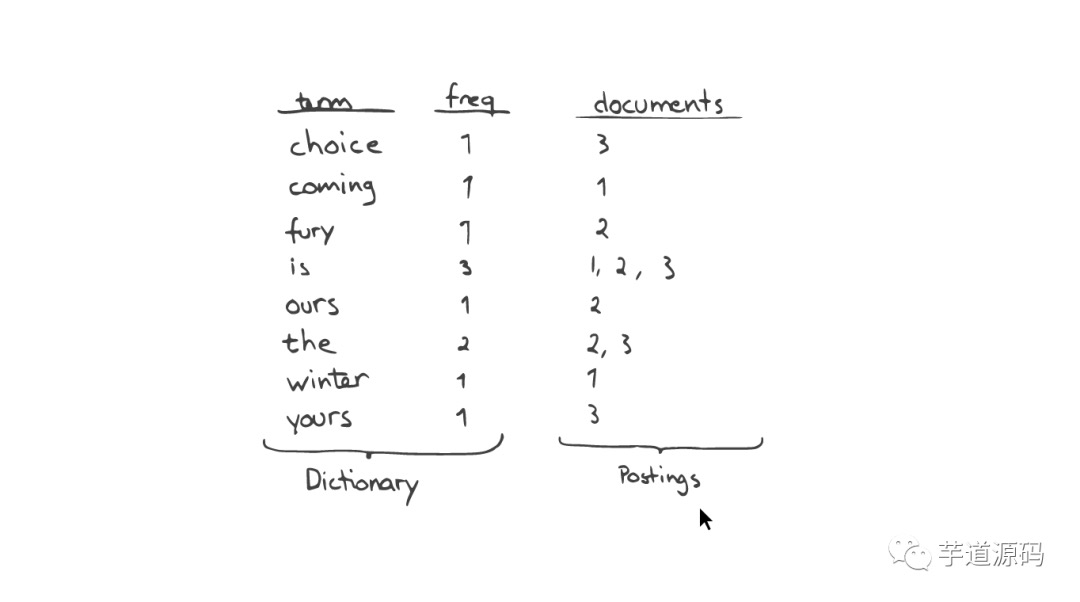 term freq documents
choice 1 3
coming 1 1
fury 1 2
is 3 1, 2, 3
ours 1 2
the 2 2, 3
winter 1 1
yours 1 3
Dictionary Postings
芋道源码